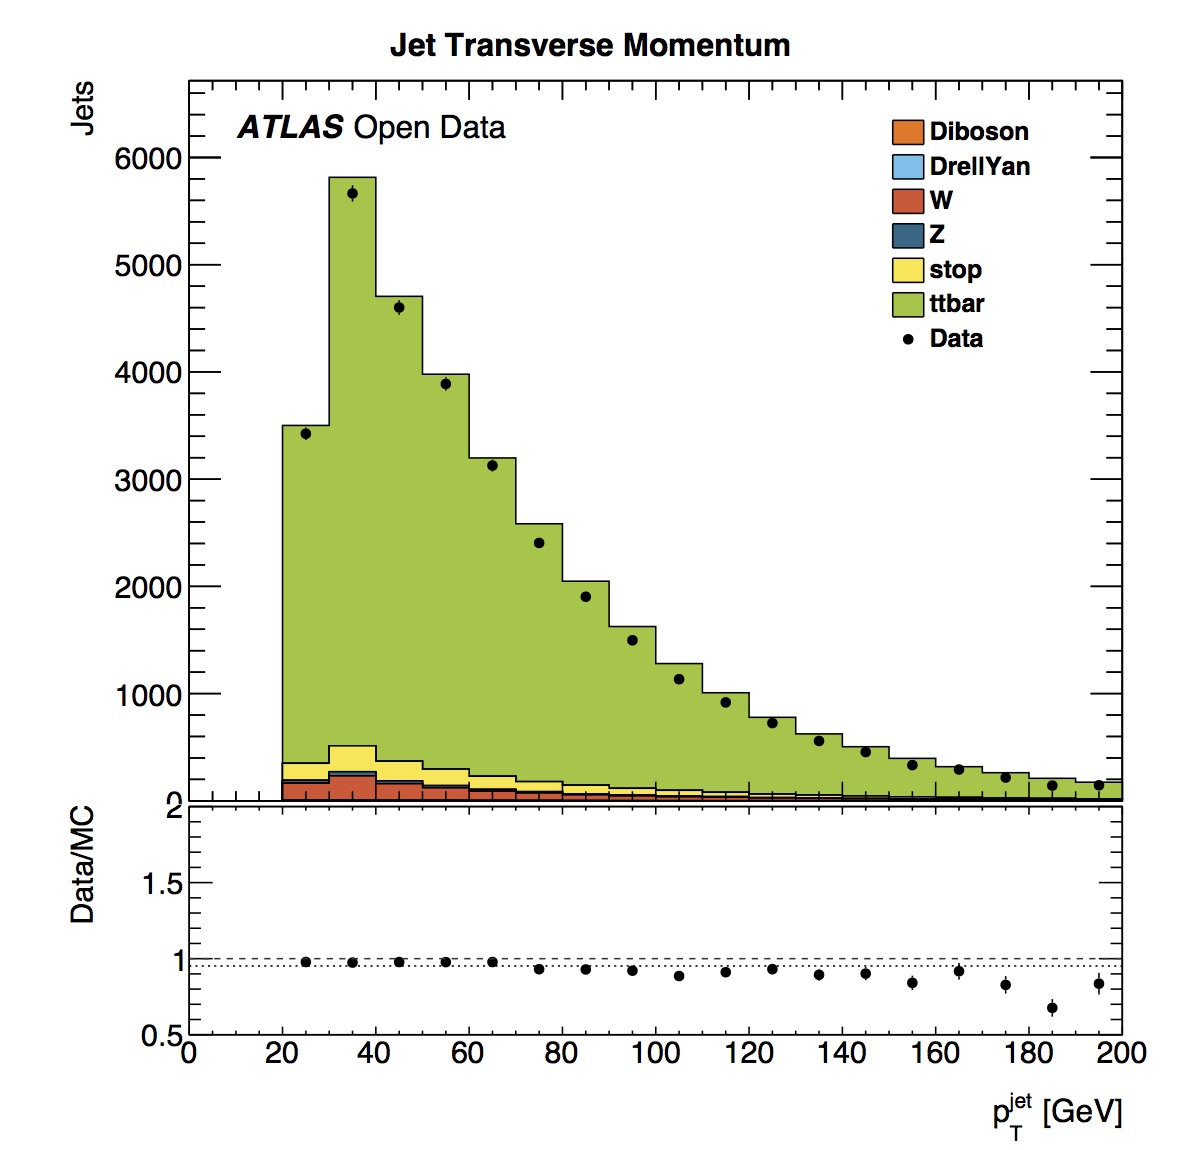 Jet Transverse Momentum
Jets
ATLAS Open Data
Diboson
DrellYan
W
Z
stop
ttbar
Data
6000
5000
4000
3000
2000
1000
0
Data/MC
2
1.5
1
0.5
0 20 40 60 80 100 120 140 160 180 200
p_T^jet [GeV]